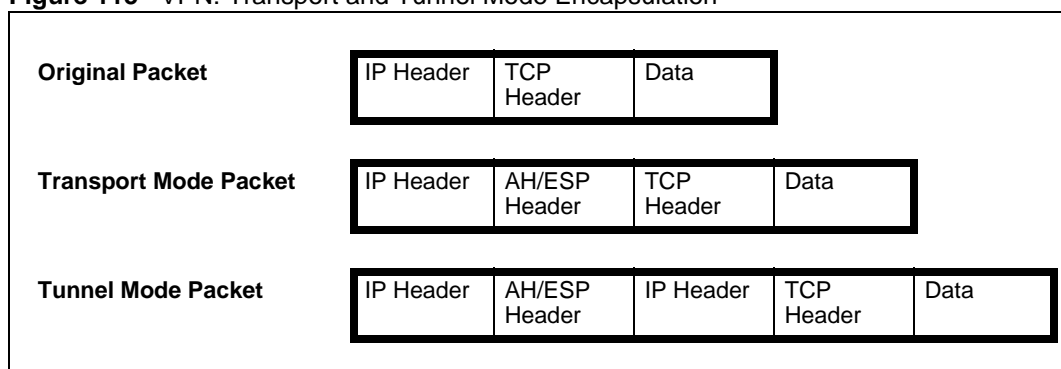 VPN: Transport and Tunnel Mode Encapsulation
Original Packet IP Header TCP Header Data
Transport Mode Packet IP Header AH/ESP Header TCP Header Data
Tunnel Mode Packet IP Header AH/ESP Header IP Header TCP Header Data